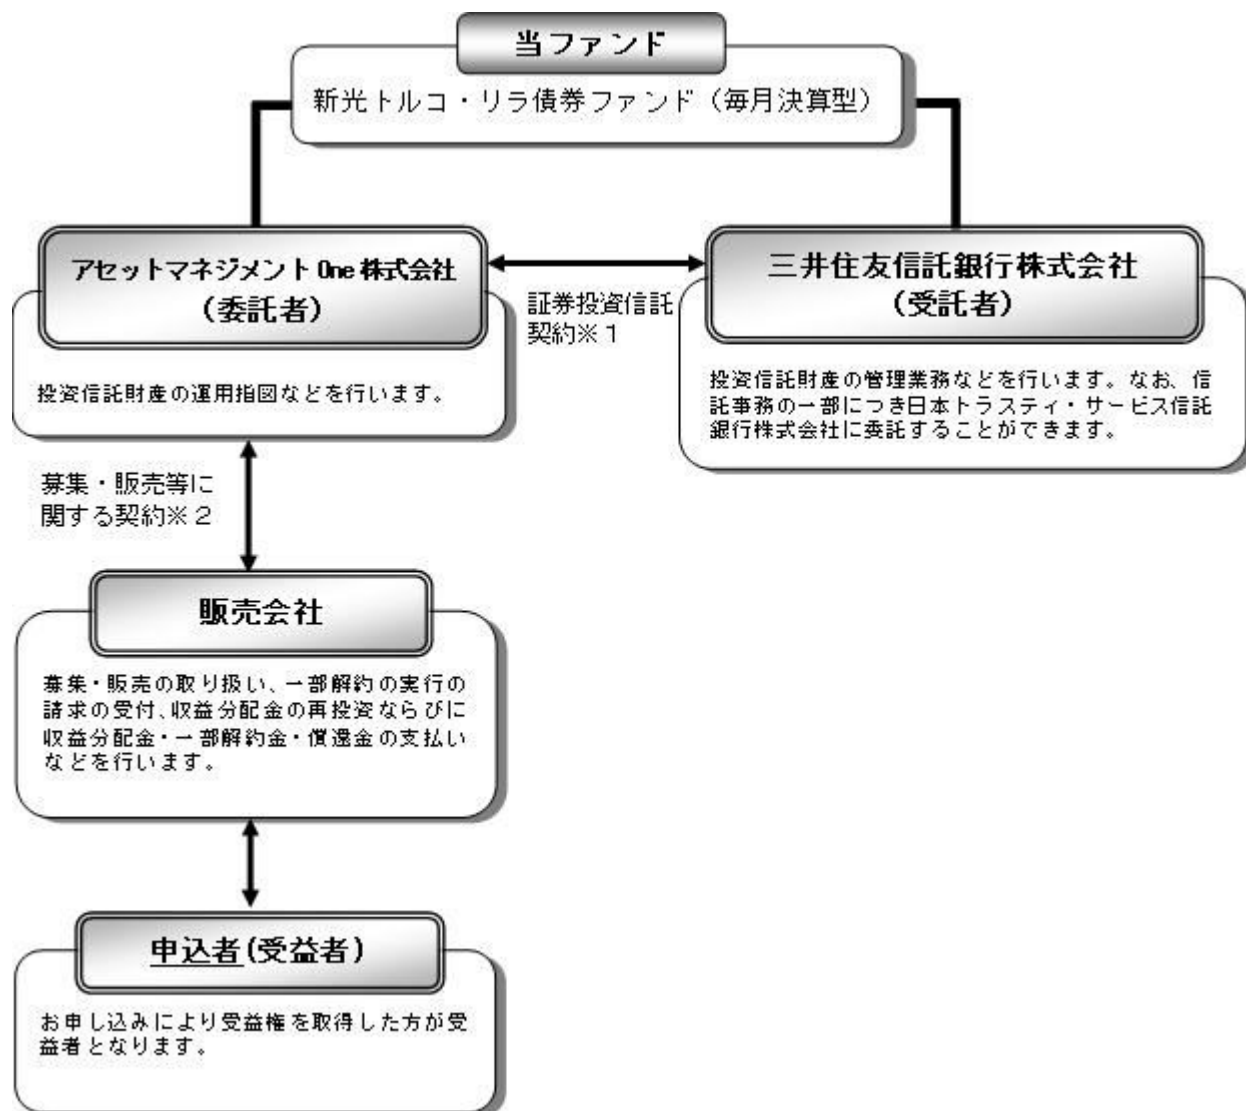 当ファンド
新光トルコ・リラ債券ファンド（毎月決算型）
アセットマネジメントOne株式会社
（委託者）
投資信託財産の運用指図などを行います。
証券投資信託
契約※１
三井住友信託銀行株式会社
（受託者）
投資信託財産の管理業務などを行います。なお、信
託事務の一部につき日本トラスティ・サービス信託
銀行株式会社に委託することができます。
募集・販売等に
関する契約※２
販売会社
募集・販売の取り扱い、一部解約の実行の
請求の受付、収益分配金の再投資ならびに
収益分配金・一部解約金・償還金の支払い
などを行います。
申込者(受益者)
お申し込みにより受益権を取得した方が受
益者となります。